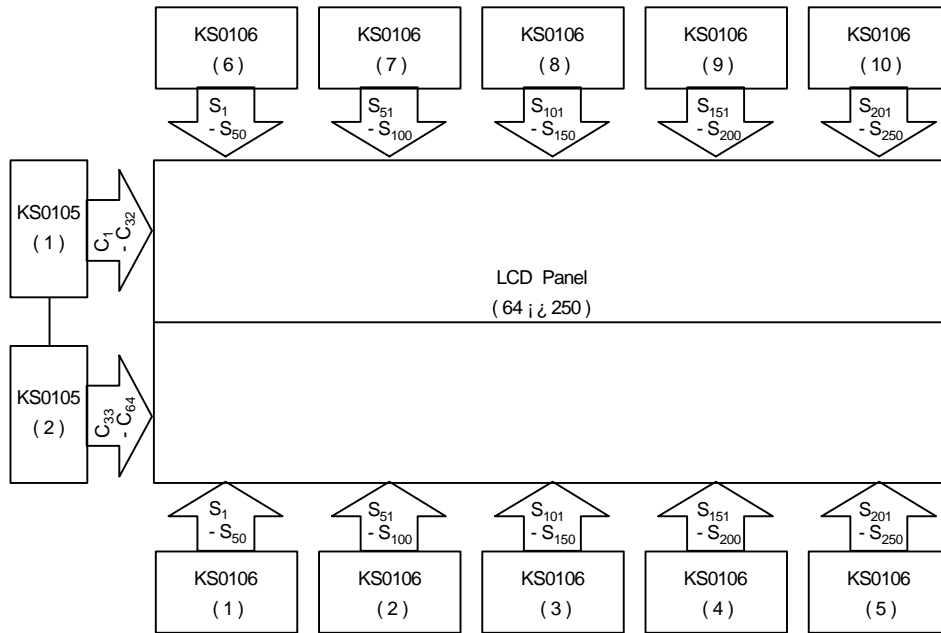 KS0106 KS0106 KS0106 KS0106 KS0106
( 6 ) ( 7 ) ( 8 ) ( 9 ) ( 10 )
S1 S51 S101 S151 S201
- S50 - S100 - S150 - S200 - S250
KS0105
( 1 )
C1
- C32
LCD Panel
( 64 ¡¿ 250 )
KS0105
( 2 )
C33
- C64
S1 S51 S101 S151 S201
- S50 - S100 - S150 - S200 - S250
KS0106 KS0106 KS0106 KS0106 KS0106
( 1 ) ( 2 ) ( 3 ) ( 4 ) ( 5 )